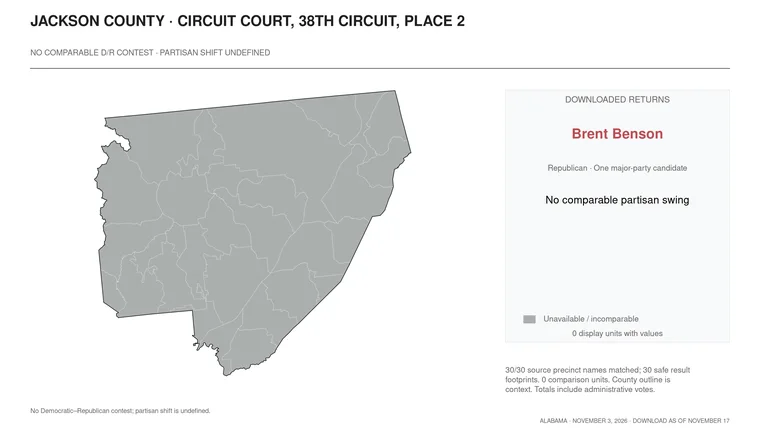 JACKSON COUNTY · CIRCUIT COURT, 38TH CIRCUIT, PLACE 2
NO COMPARABLE D/R CONTEST · PARTISAN SHIFT UNDEFINED
DOWNLOADED RETURNS
Brent Benson
Republican · One major-party candidate
No comparable partisan swing
Unavailable / incomparable
0 display units with values
30/30 source precinct names matched; 30 safe result
footprints. 0 comparison units. County outline is
context. Totals include administrative votes.
No Democratic–Republican contest; partisan shift is undefined.
ALABAMA · NOVEMBER 3, 2026 · DOWNLOAD AS OF NOVEMBER 17